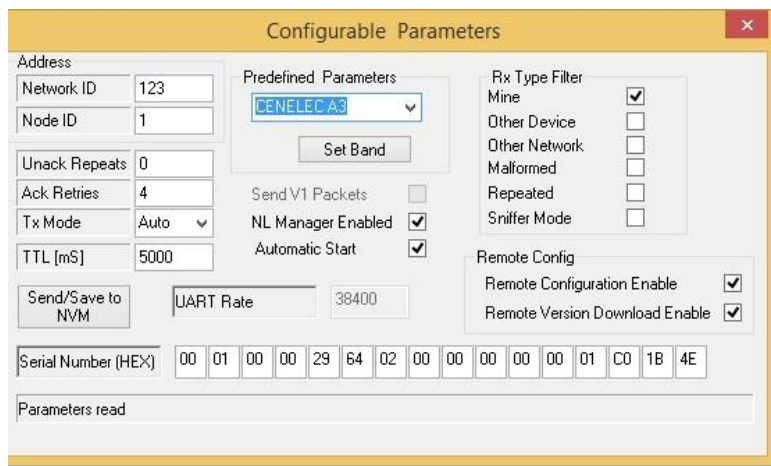 Configurable Parameters
Address
Network ID 123
Node ID 1
Unack Repeats 0
Ack Retries 4
Tx Mode Auto
TTL [mS] 5000
Send/Save to
NVM
Predefined Parameters
CENELEC A3
Set Band
Send V1 Packets
NL Manager Enabled
Automatic Start
UART Rate 38400
Rx Type Filter
Mine
Other Device
Other Network
Malformed
Repeated
Sniffer Mode
Remote Config
Remote Configuration Enable
Remote Version Download Enable
Serial Number (HEX) 00 01 00 00 29 64 02 00 00 00 00 00 01 C0 1B 4E
Parameters read